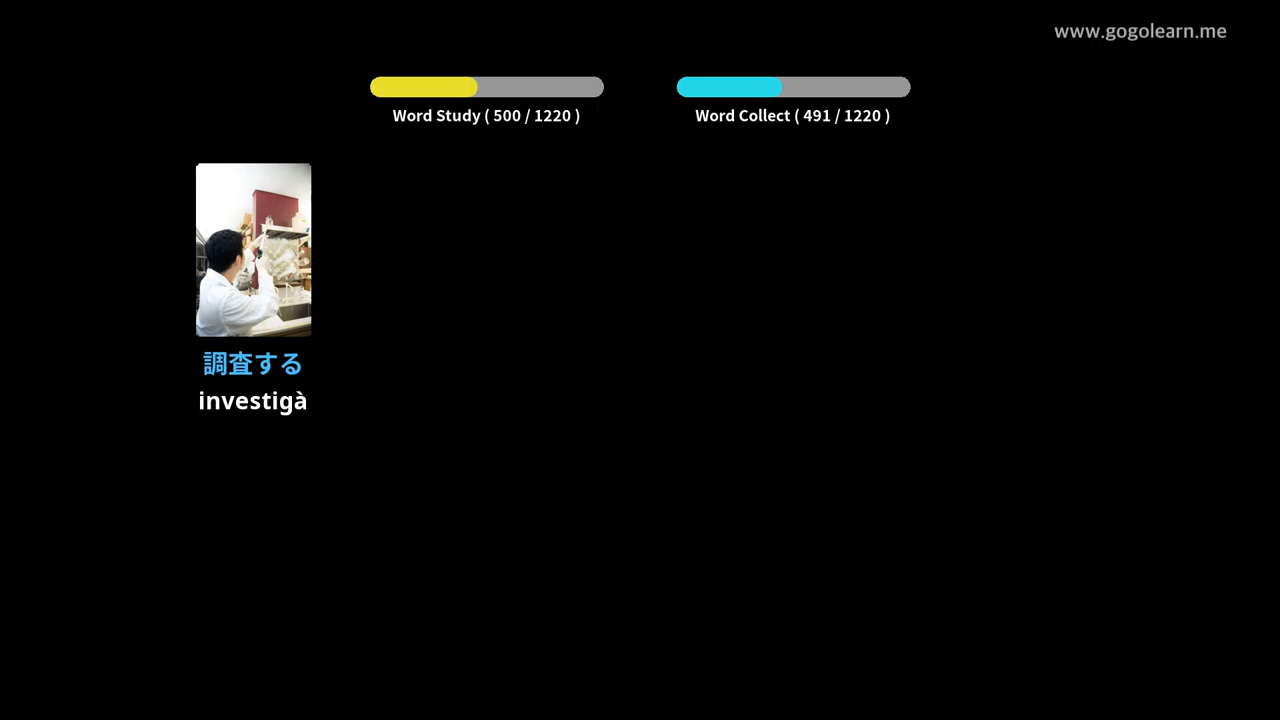 www.gogolearn.me
Word Study ( 500 / 1220 )
Word Collect ( 491 / 1220 )
調査する
investigà